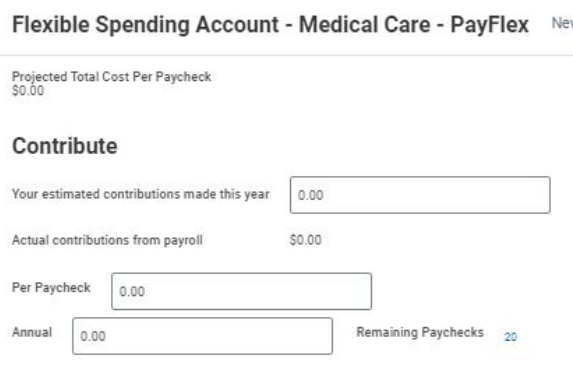 Flexible Spending Account - Medical Care - PayFlex
Projected Total Cost Per Paycheck
$0.00
Contribute
Your estimated contributions made this year 0.00
Actual contributions from payroll $0.00
Per Paycheck 0.00
Annual 0.00 Remaining Paychecks 20